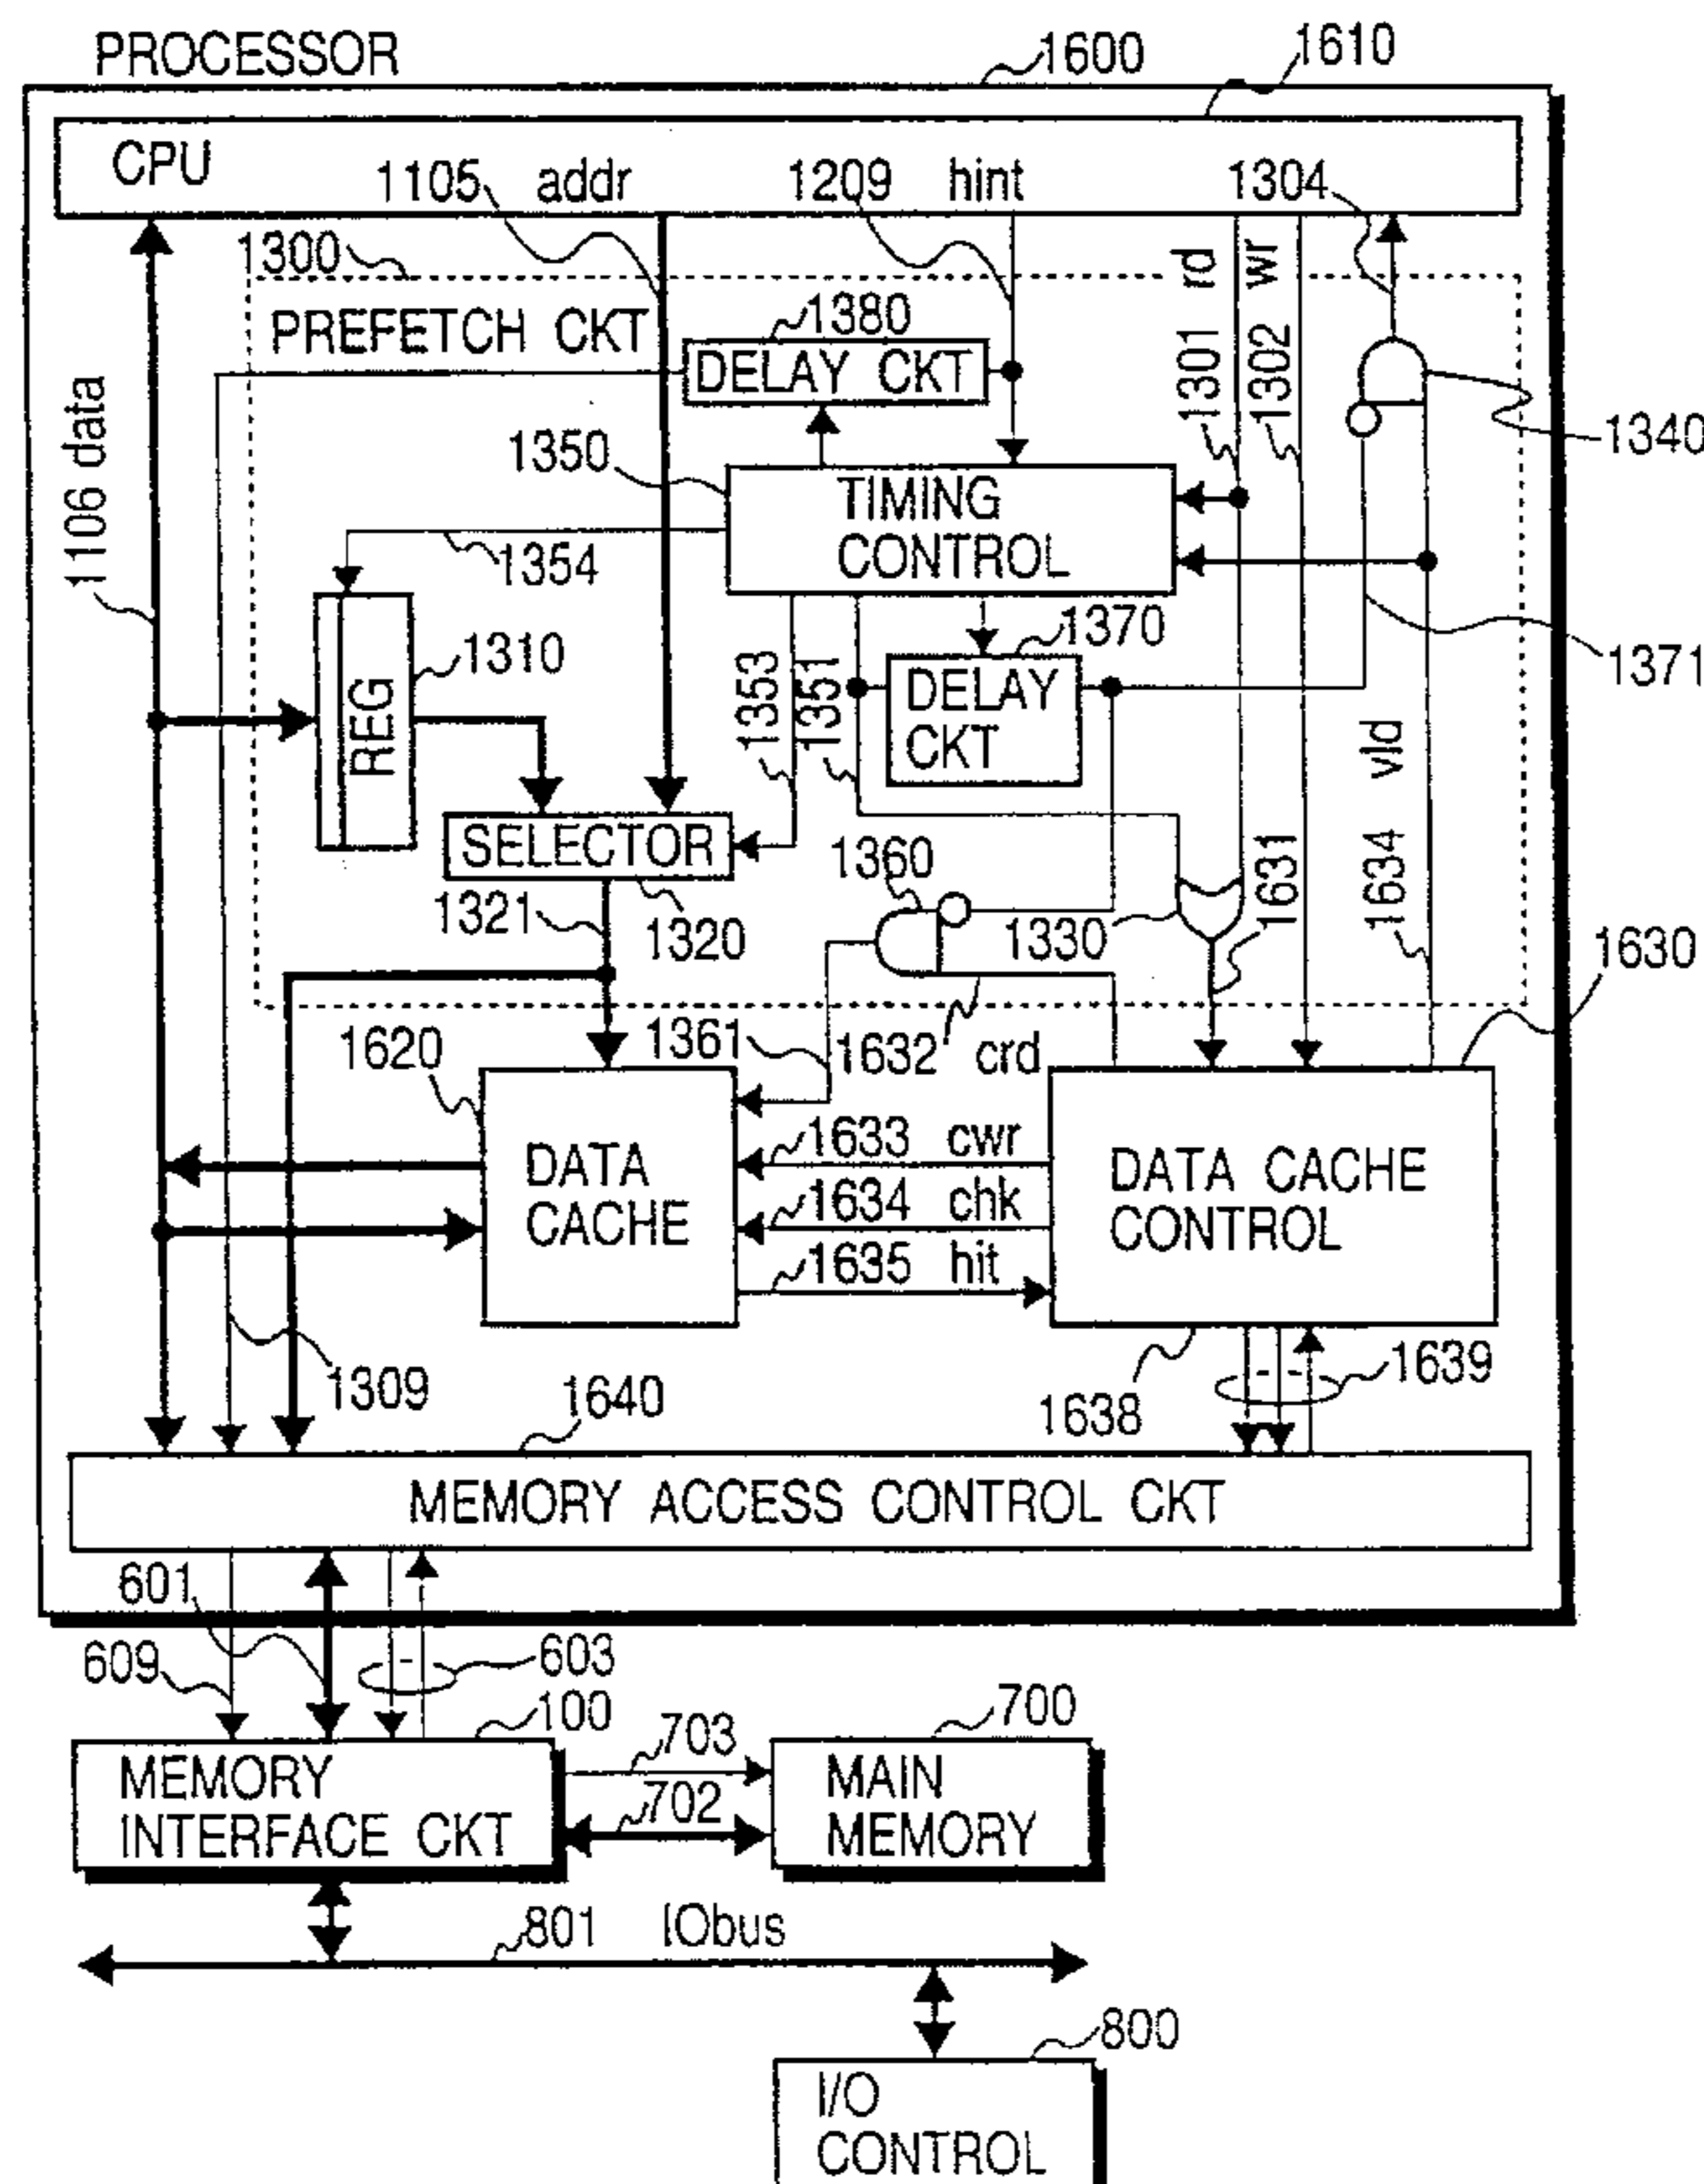 PROCESSOR
1600
1610
CPU
1105 addr
1209 hint
1304
1300
rd
wr
PREFETCH CKT
1380
DELAY CKT
1301
1302
1340
1106 data
1350
TIMING
CONTROL
1354
1310
REG
1353
1351
1370
DELAY
CKT
1371
vld
SELECTOR
1360
1631
1634
1321
1320
1330
1630
1620
1361
1632 crd
DATA
CACHE
1633 cwr
1634 chk
1635 hit
DATA CACHE
CONTROL
1309
1640
1638
1639
MEMORY ACCESS CONTROL CKT
601
609
603
100
703
700
MEMORY
INTERFACE CKT
702
MAIN
MEMORY
801 IObus
800
I/O
CONTROL